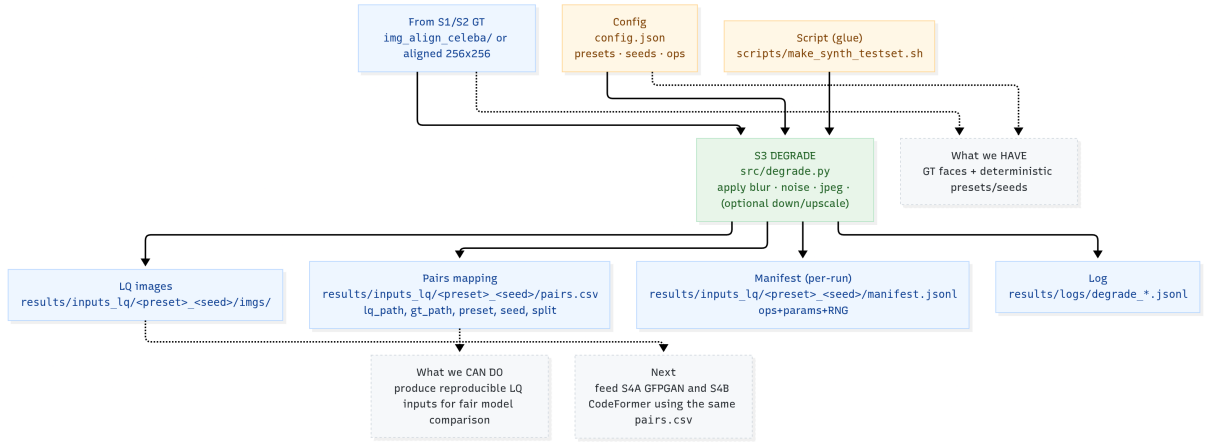 From S1/S2 GT
img_align_celeba/ or
aligned 256x256
Config
config.json
presets · seeds · ops
Script (glue)
scripts/make_synth_testset.sh
S3 DEGRADE
src/degrade.py
apply blur · noise · jpeg ·
(optional down/upscale)
What we HAVE
GT faces + deterministic
presets/seeds
LQ images
results/inputs_lq/<preset>_<seed>/imgs/
Pairs mapping
results/inputs_lq/<preset>_<seed>/pairs.csv
lq_path, gt_path, preset, seed, split
Manifest (per-run)
results/inputs_lq/<preset>_<seed>/manifest.jsonl
ops+params+RNG
Log
results/logs/degrade_*.jsonl
What we CAN DO
produce reproducible LQ
inputs for fair model
comparison
Next
feed S4A GFPGAN and S4B
CodeFormer using the same
pairs.csv